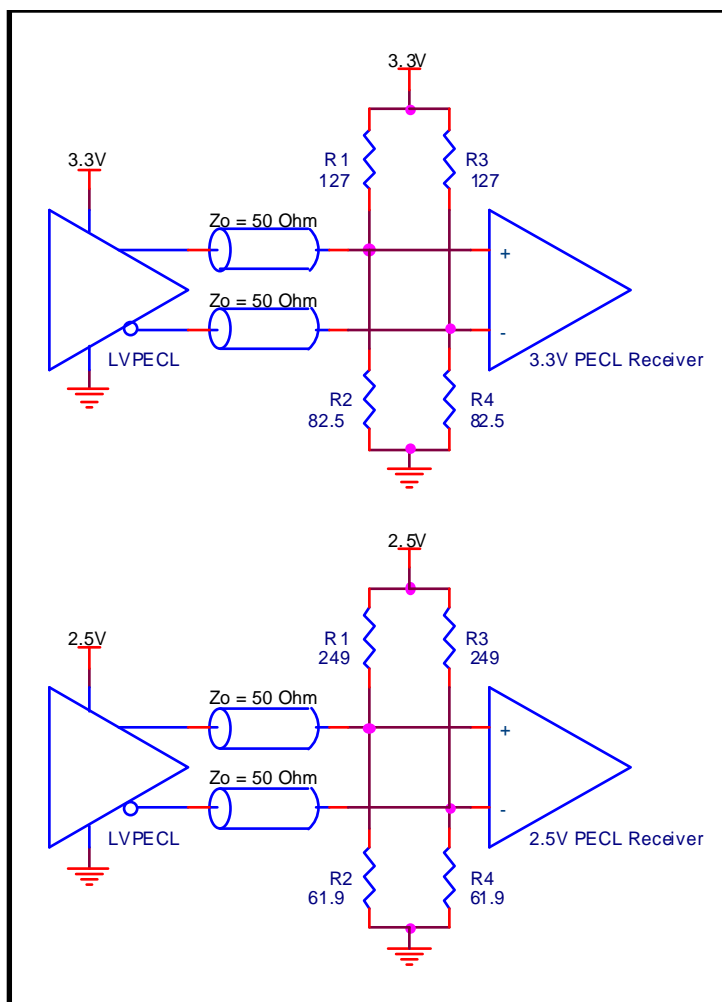 3.3V
R1
127
R3
127
3.3V
Zo = 50 Ohm
+
Zo = 50 Ohm
-
LVPECL
3.3V PECL Receiver
R2
82.5
R4
82.5
2.5V
R1
249
R3
249
2.5V
Zo = 50 Ohm
+
Zo = 50 Ohm
-
LVPECL
2.5V PECL Receiver
R2
61.9
R4
61.9